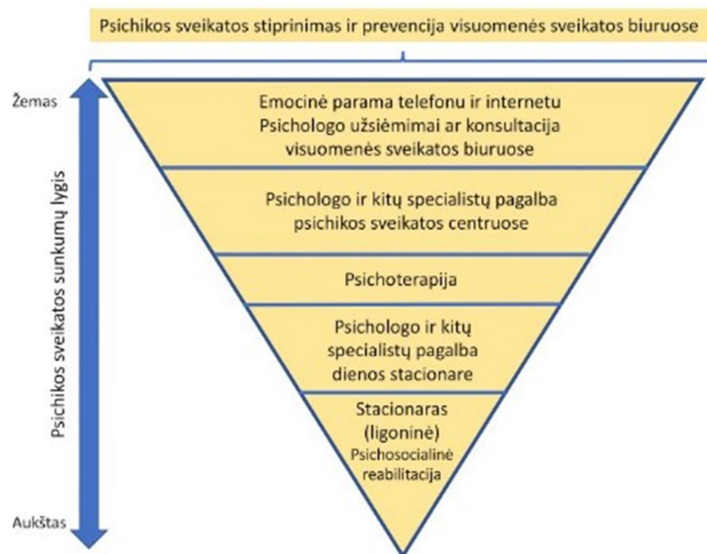 Psichikos sveikatos stiprinimas ir prevencija visuomenės sveikatos biuruose
Žemas
Psichikos sveikatos sunkumų lygis
Aukštas
Emocinė parama telefonu ir internetu
Psichologo užsiėmimai ar konsultacija
visuomenės sveikatos biuruose
Psichologo ir kitų specialistų pagalba
psichikos sveikatos centruose
Psichoterapija
Psichologo ir kitų
specialistų pagalba
dienos stacionare
Stacionaras
(ligoninė)
Psichosocialinė
reabilitacija